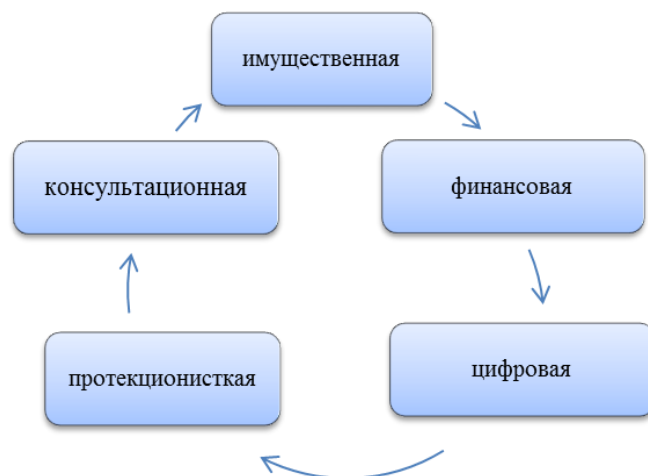 имущественная
финансовая
цифровая
протекционисткая
консультационная